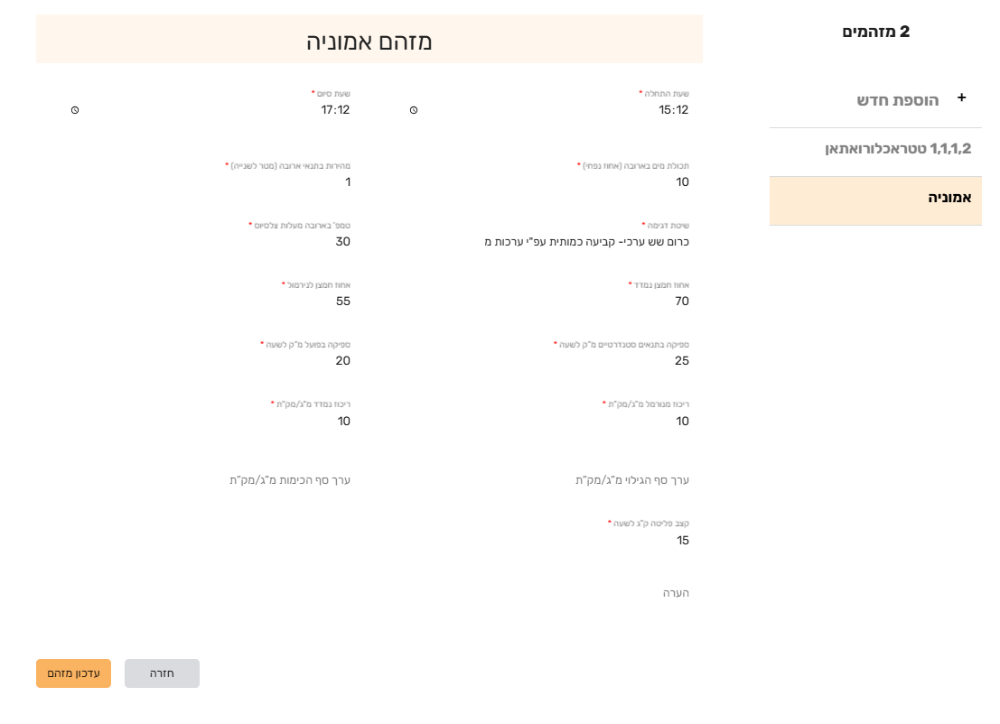 2 מזהמים
+ הוספת חדש
1,1,1,2 טטראכלורואתאן
אמוניה
מזהם אמוניה
שעת התחלה *
15:12
שעת סיום *
17:12
תכולת מים בארובה (אחוז נפחי) *
10
מהירות בתנאי ארובה (מטר לשנייה) *
1
שיטת דגימה *
כרום שש ערכי- קביעה כמותית עפ"י ערכות מ
טמפ' בארובה מעלות צלסיוס *
30
אחוז חמצן נמדד *
70
אחוז חמצן לנירמול *
55
ספיקה בתנאים סטנדרטיים מ"ק לשעה *
25
ספיקה בפועל מ"ק לשעה *
20
ריכוז מנורמל מ"ג/מק"ת *
10
ריכוז נמדד מ"ג/מק"ת *
10
ערך סף הגילוי מ"ג/מק"ת
ערך סף הכימות מ"ג/מק"ת
קצב פליטה ק"ג לשעה *
15
הערה
חזרה
עדכון מזהם